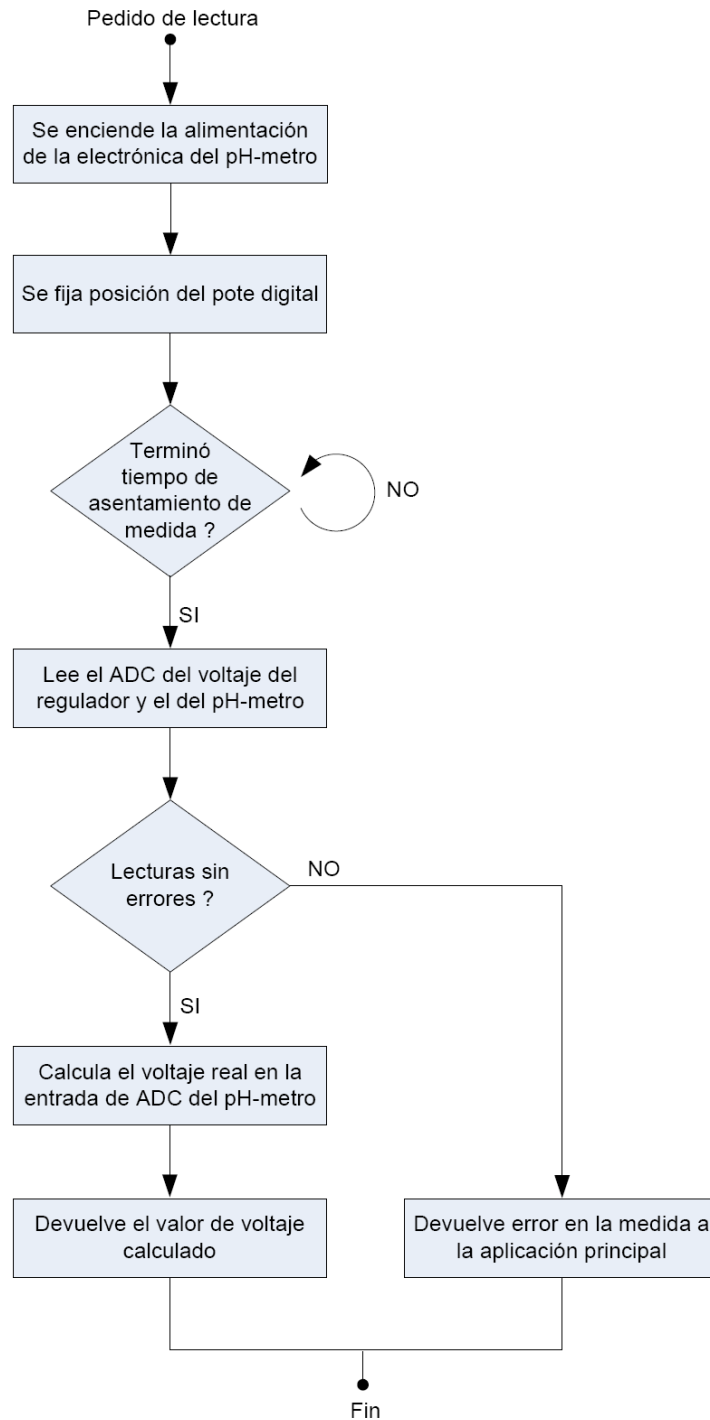 Pedido de lectura
Se enciende la alimentación
de la electrónica del pH-metro
Se fija posición del pote digital
Terminó
tiempo de
asentamiento de
medida ?
NO
SI
Lee el ADC del voltaje del
regulador y el del pH-metro
Lecturas sin
errores ?
NO
SI
Calcula el voltaje real en la
entrada de ADC del pH-metro
Devuelve el valor de voltaje
calculado
Devuelve error en la medida a
la aplicación principal
Fin